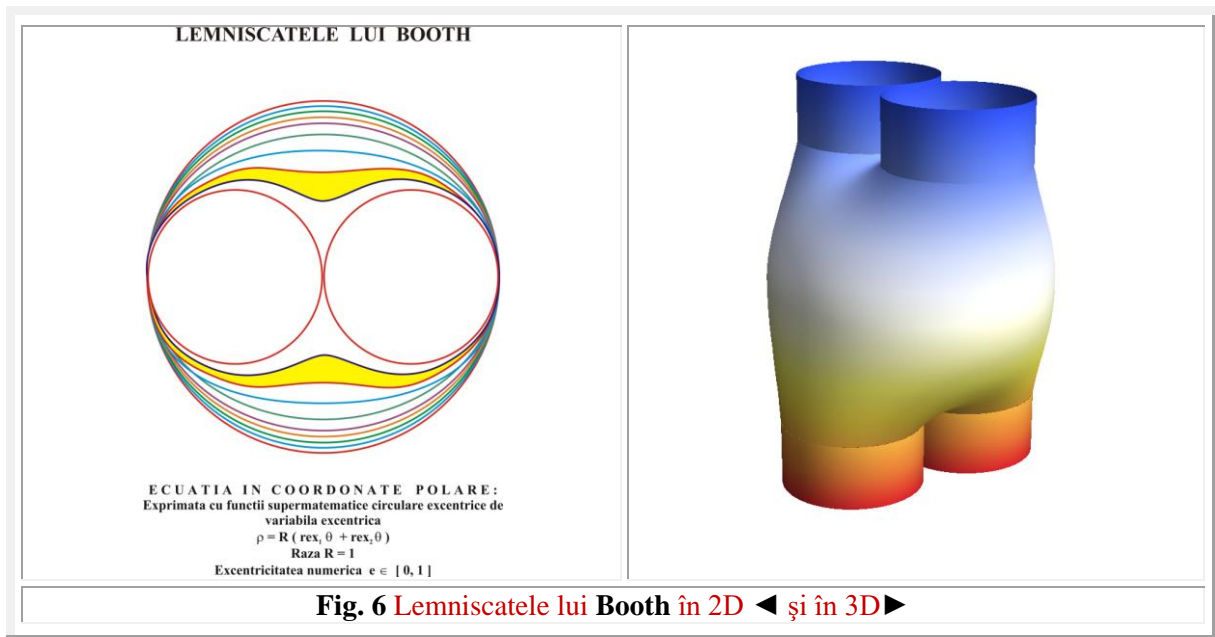 LEMNISCATELE LUI BOOTH
ECUATIA IN COORDONATE POLARE:
Exprimata cu functii supermatematice circulare excentrice de
variabila excentrica
ρ = R ( rex₁ θ + rex₂ θ )
Raza R = 1
Excentricitatea numerica e ∈ [ 0, 1 ]
Fig. 6 Lemniscatele lui Booth în 2D ◄ şi în 3D►